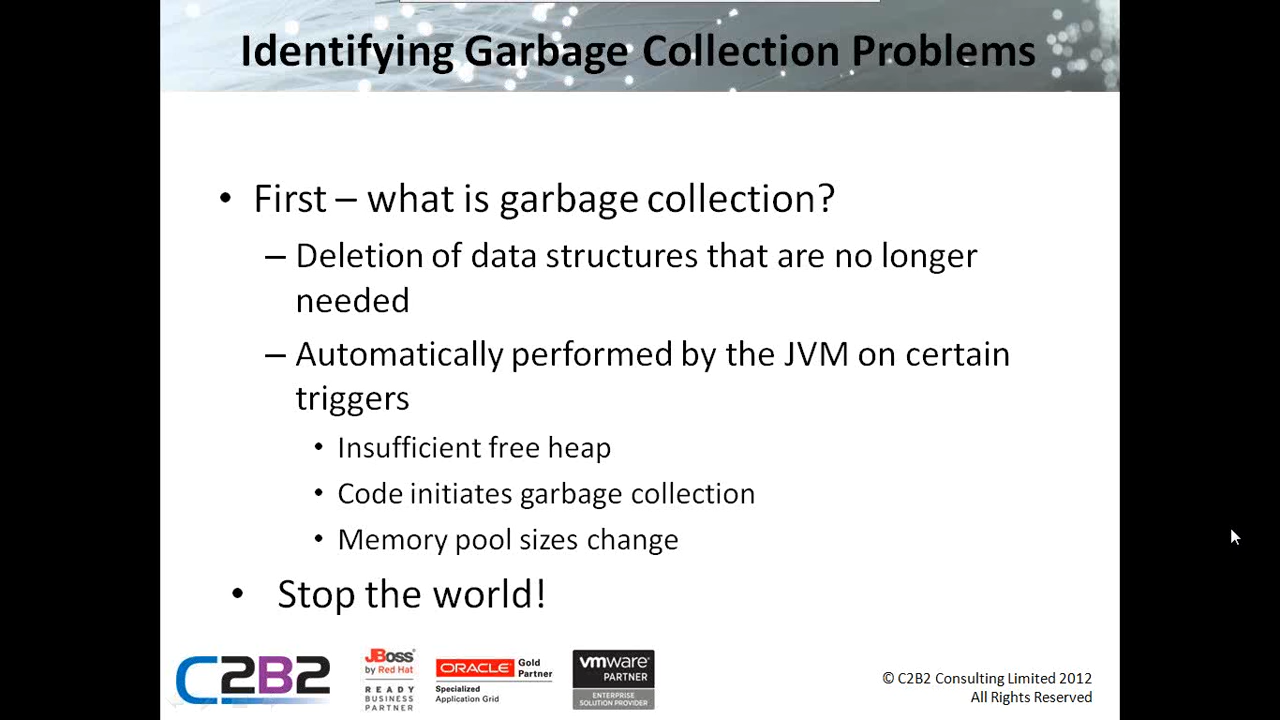 Identifying Garbage Collection Problems
• First – what is garbage collection?
– Deletion of data structures that are no longer
needed
– Automatically performed by the JVM on certain
triggers
• Insufficient free heap
• Code initiates garbage collection
• Memory pool sizes change
• Stop the world!
C2B2
JBoss
by Red Hat
READY
BUSINESS
PARTNER
ORACLE Gold
Partner
Specialized
Application Grid
vmware
PARTNER
ENTERPRISE
SOLUTION PROVIDER
© C2B2 Consulting Limited 2012
All Rights Reserved